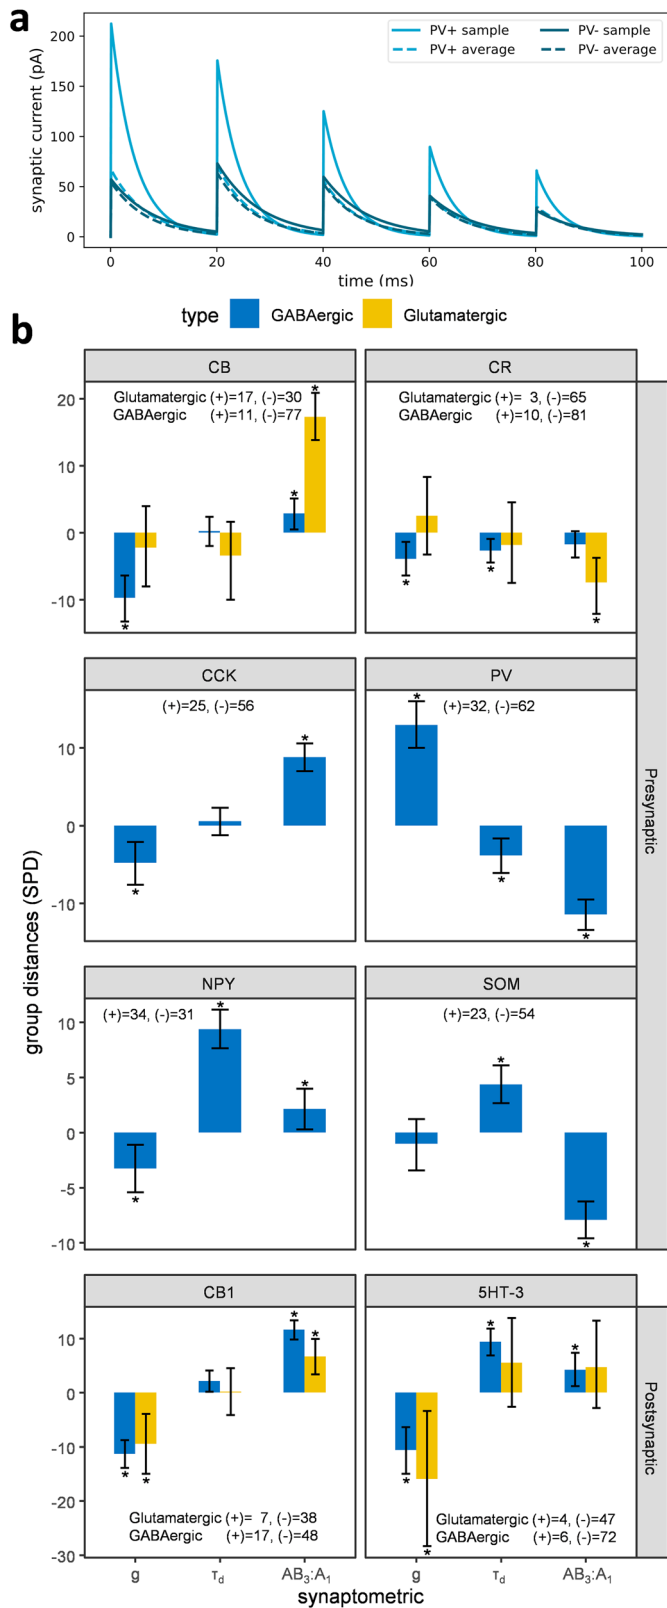 a
PV+ sample
PV+ average
PV- sample
PV- average
synaptic current (pA)
200
150
100
50
0
0
20
40
60
80
100
time (ms)
type
GABAergic
Glutamatergic
b
CB
CR
Glutamatergic (+)=17, (-)=30
GABAergic (+)=11, (-)=77
Glutamatergic (+)= 3, (-)=65
GABAergic (+)=10, (-)=81
20
10
0
-10
*
*
*
*
*
*
CCK
PV
(+)=25, (-)=56
(+)=32, (-)=62
10
0
-10
*
*
*
*
*
Presynaptic
group distances (SPD)
NPY
SOM
(+)=34, (-)=31
(+)=23, (-)=54
10
5
0
-5
-10
*
*
*
*
*
CB1
5HT-3
10
0
-10
-20
-30
*
*
*
*
*
*
*
*
Glutamatergic (+)= 7, (-)=38
GABAergic (+)=17, (-)=48
Glutamatergic (+)=4, (-)=47
GABAergic (+)=6, (-)=72
Postsynaptic
g
τd
AB3:A1
g
τd
AB3:A1
synaptometric